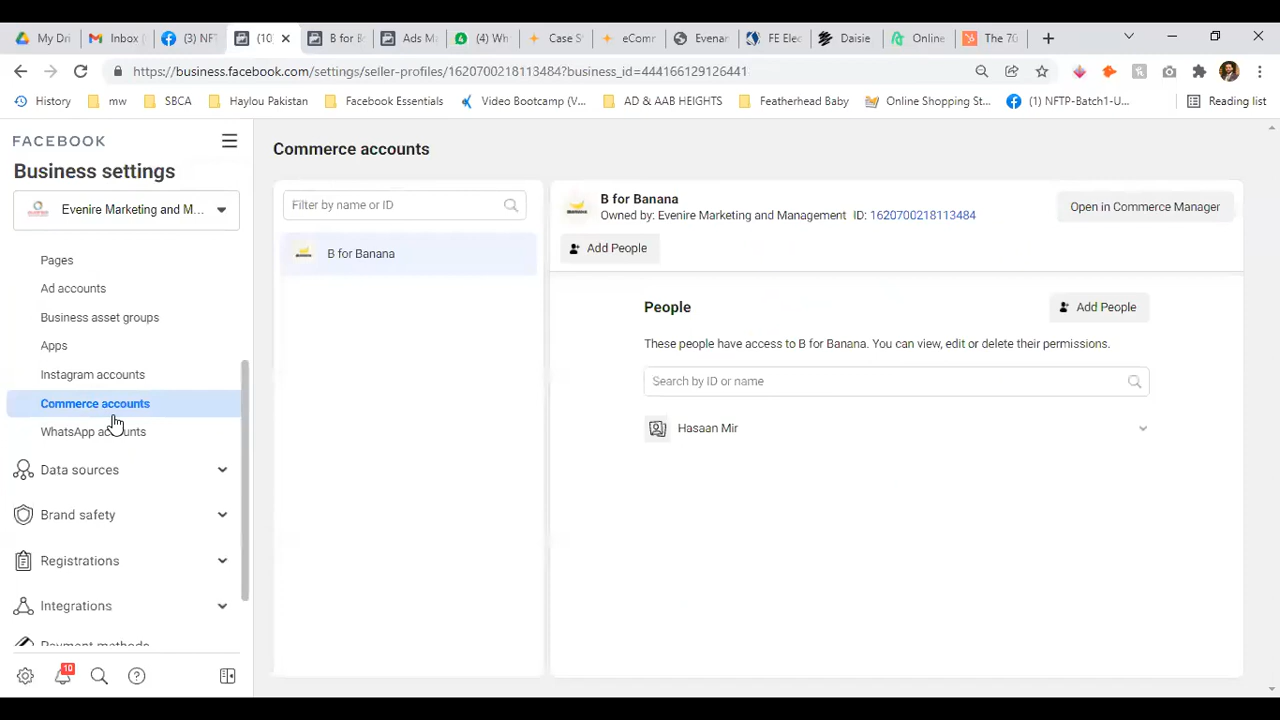 My Dri
Inbox (
(3) NFT
(10)
B for B
Ads M
(4) Wh
Case S
eComm
Evenar
FE Elec
Daisie
Online
The 70
https://business.facebook.com/settings/seller-profiles/1620700218113484?business_id=444166129126441
History
mw
SBCA
Haylou Pakistan
Facebook Essentials
Video Bootcamp (V...
AD & AAB HEIGHTS
Featherhead Baby
Online Shopping St...
(1) NFTP-Batch1-U...
Reading list
FACEBOOK
Business settings
Evenire Marketing and M...
Pages
Ad accounts
Business asset groups
Apps
Instagram accounts
Commerce accounts
WhatsApp accounts
Data sources
Brand safety
Registrations
Integrations
Payment methods
10
Commerce accounts
Filter by name or ID
B for Banana
B for Banana
Owned by: Evenire Marketing and Management ID: 1620700218113484
Open in Commerce Manager
Add People
People
Add People
These people have access to B for Banana. You can view, edit or delete their permissions.
Search by ID or name
Hasaan Mir